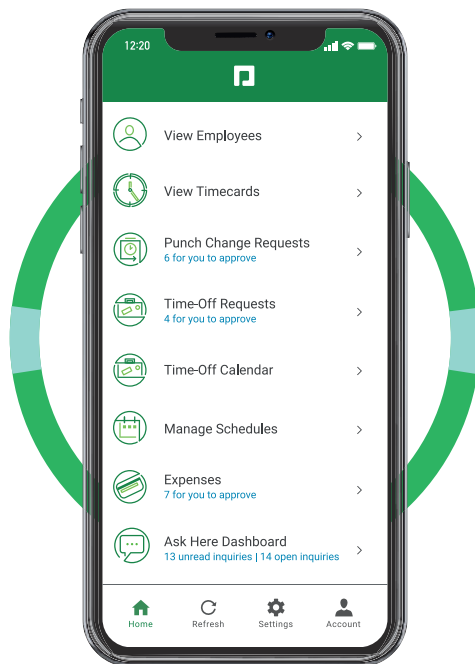 12:20
View Employees
View Timecards
Punch Change Requests
6 for you to approve
Time-Off Requests
4 for you to approve
Time-Off Calendar
Manage Schedules
Expenses
7 for you to approve
Ask Here Dashboard
13 unread inquiries | 14 open inquiries
Home Refresh Settings Account